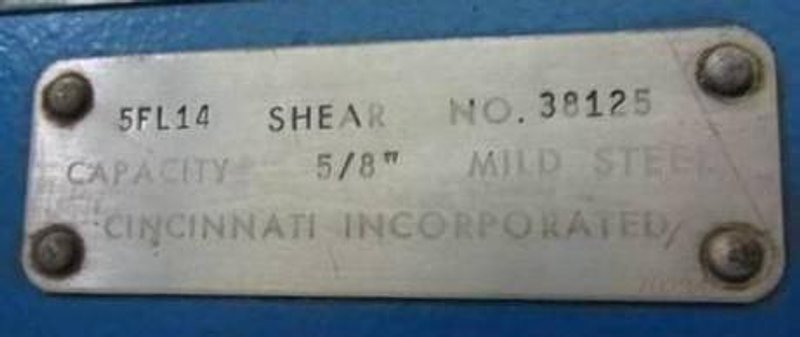 5FL14 SHEAR NO. 38125
CAPACITY 5/8" MILD STEEL
CINCINNATI INCORPORATED